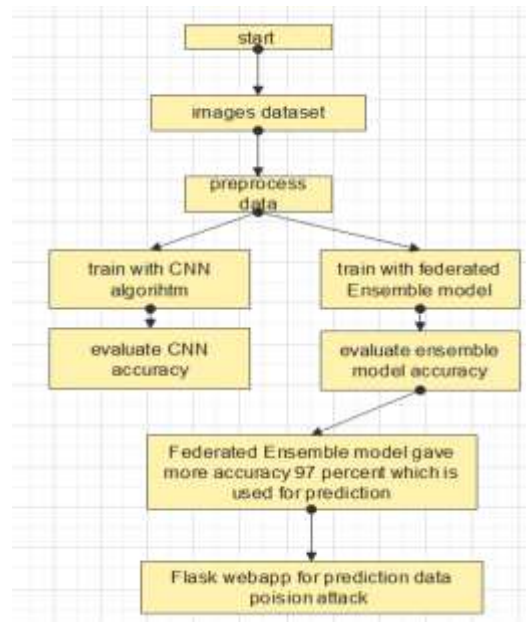 start
images dataset
preprocess
data
train with CNN
algorihtm
train with federated
Ensemble model
evaluate CNN
accuracy
evaluate ensemble
model accuracy
Federated Ensemble model gave
more accuracy 97 percent which is
used for prediction
Flask webapp for prediction data
poision attack